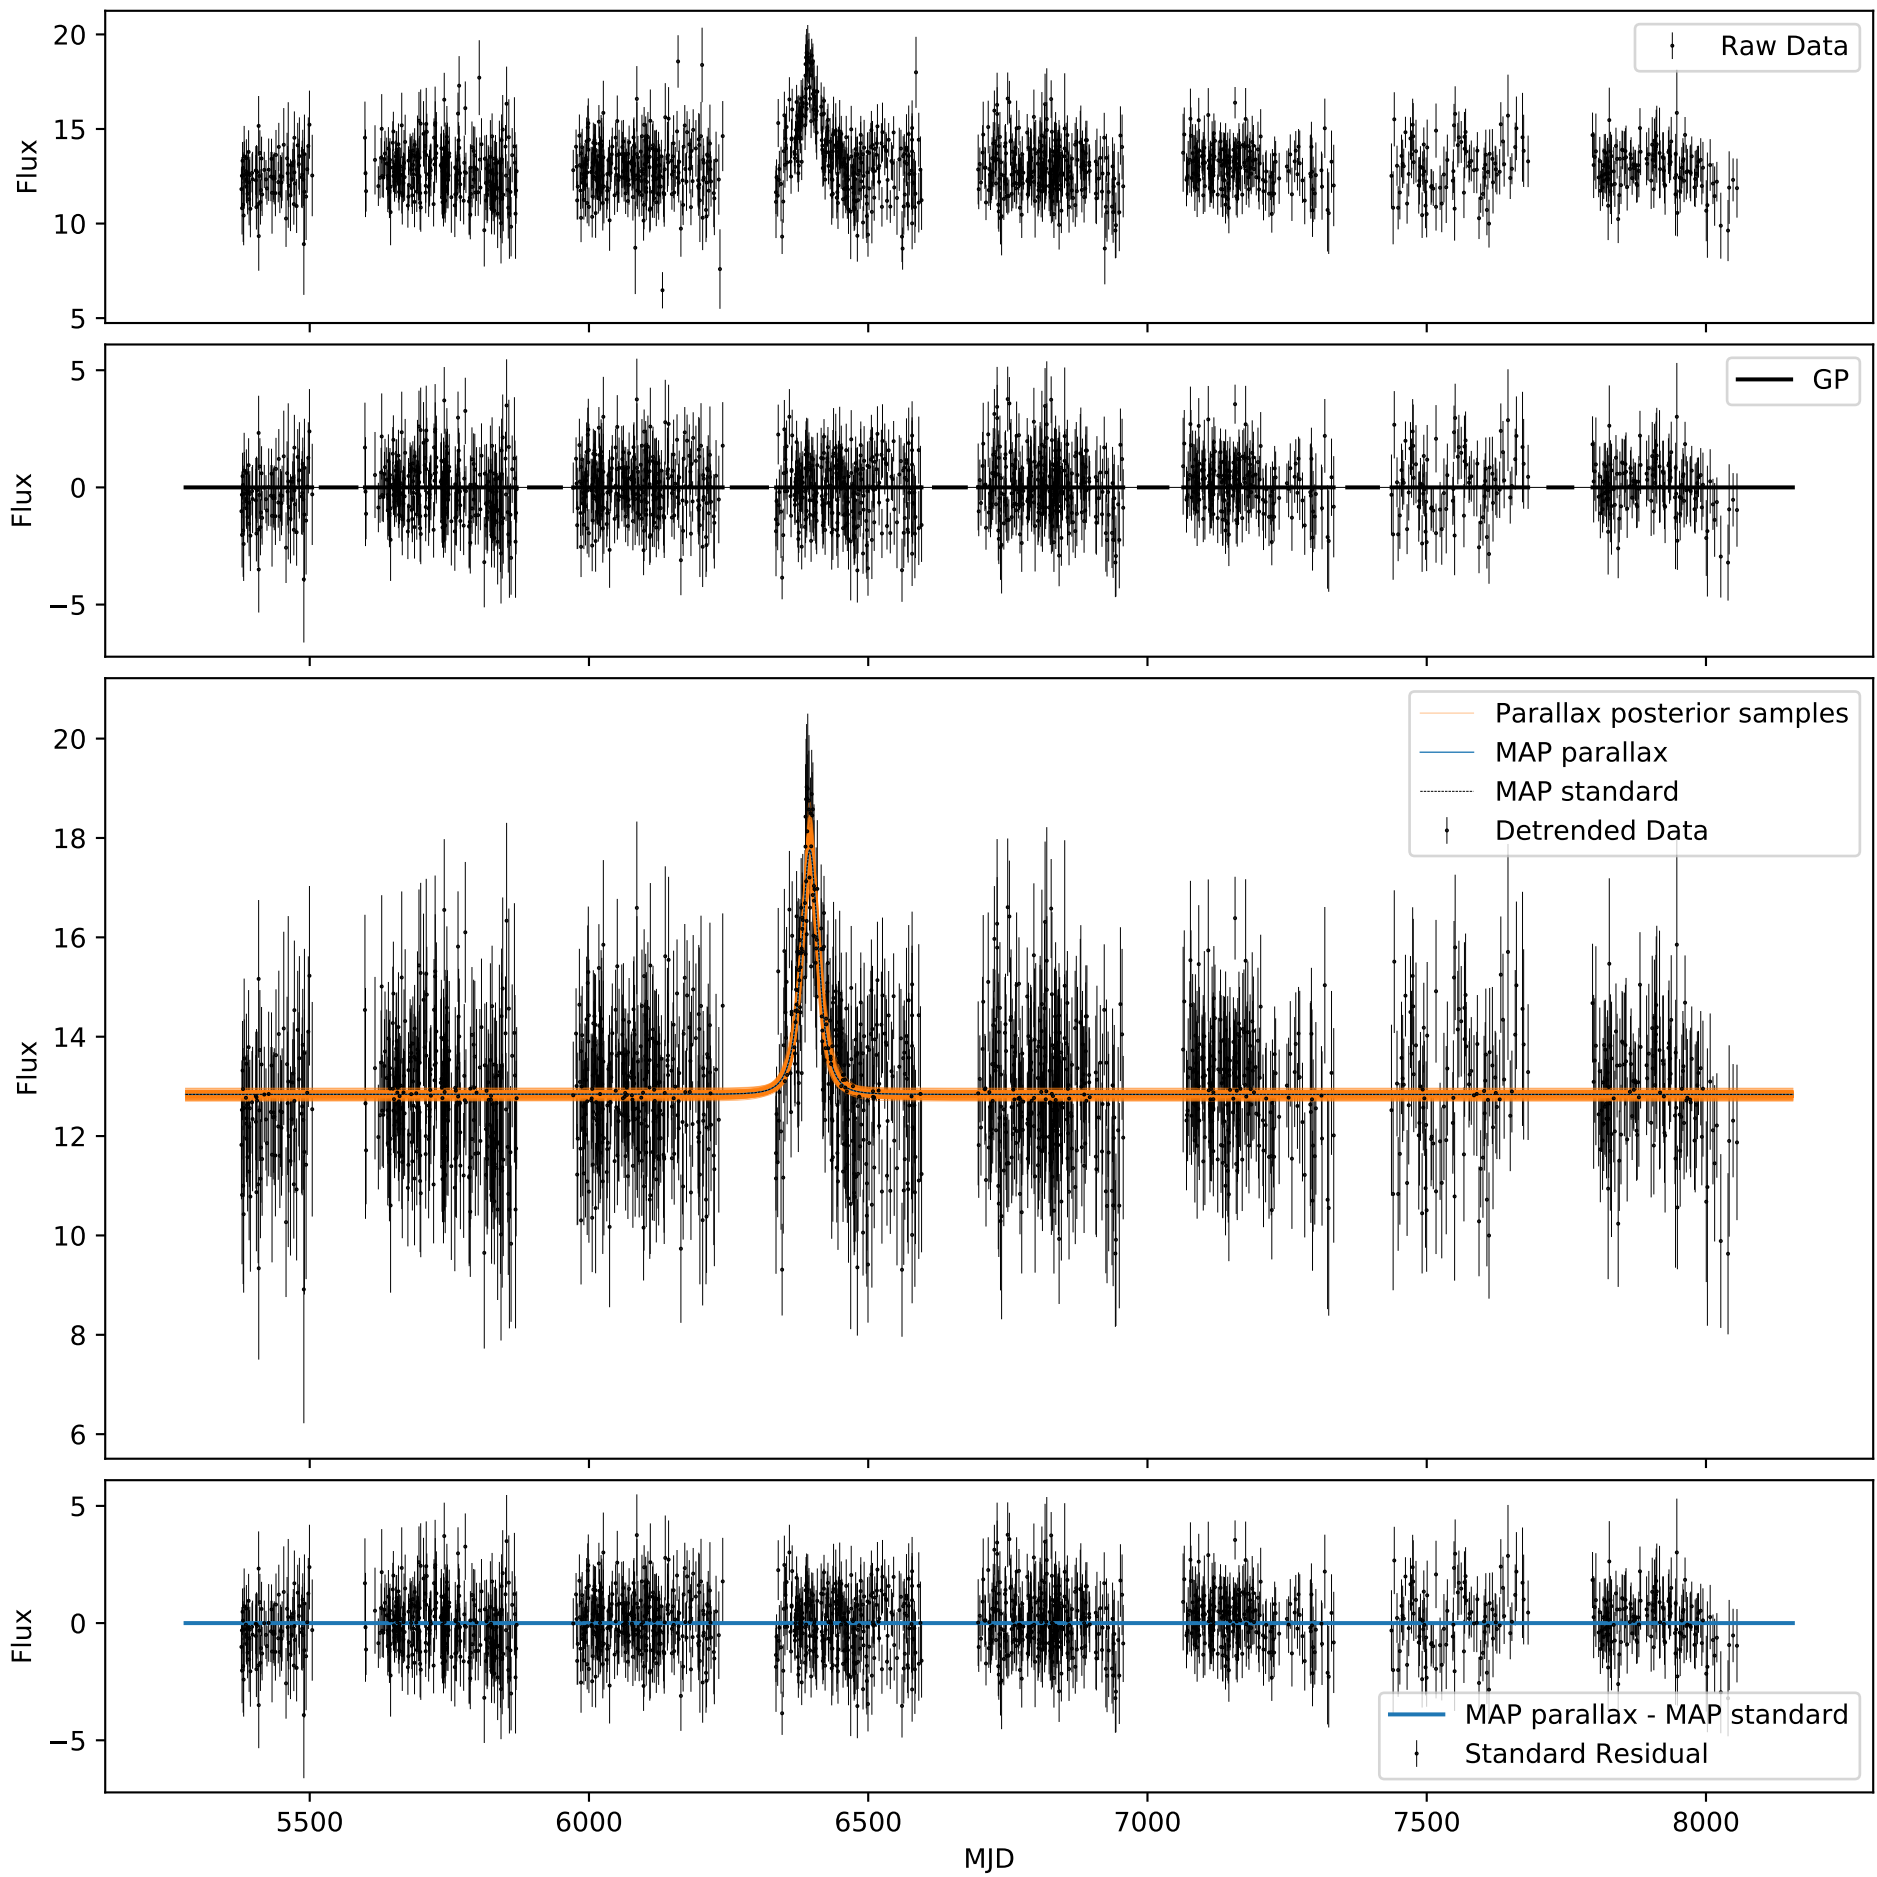 20
15
10
5
Flux
Raw Data
5
0
−5
Flux
GP
20
18
16
14
12
10
8
6
Flux
Parallax posterior samples
MAP parallax
MAP standard
Detrended Data
5
0
−5
Flux
MAP parallax - MAP standard
Standard Residual
5500 6000 6500 7000 7500 8000
MJD